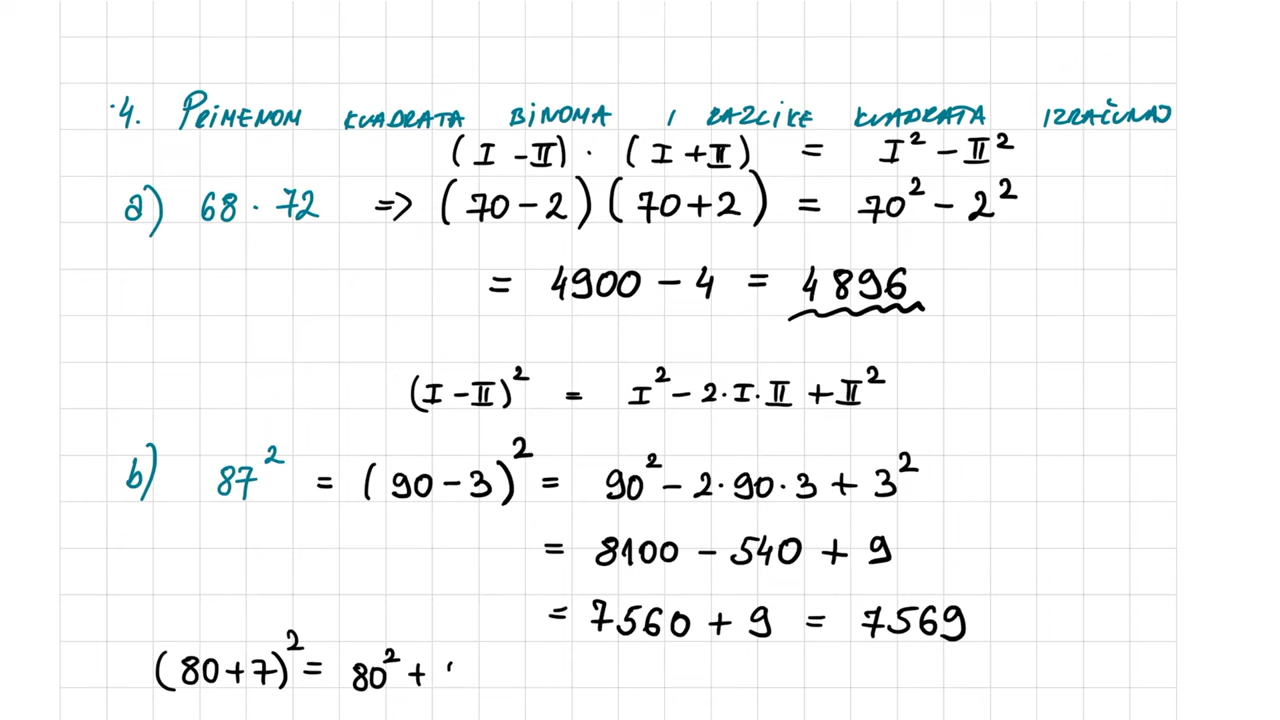 4. PRIMENOM KVADRATA BINOMA I RAZLIKE KVADRATA IZRAČUNAJ
(I - II) · (I + II) = I² - II²
a) 68 · 72 => (70 - 2)(70 + 2) = 70² - 2²
= 4900 - 4 = 4896
(I - II)² = I² - 2·I·II + II²
b) 87² = (90 - 3)² = 90² - 2·90·3 + 3²
= 8100 - 540 + 9
= 7560 + 9 = 7569
(80 + 7)² = 80² +